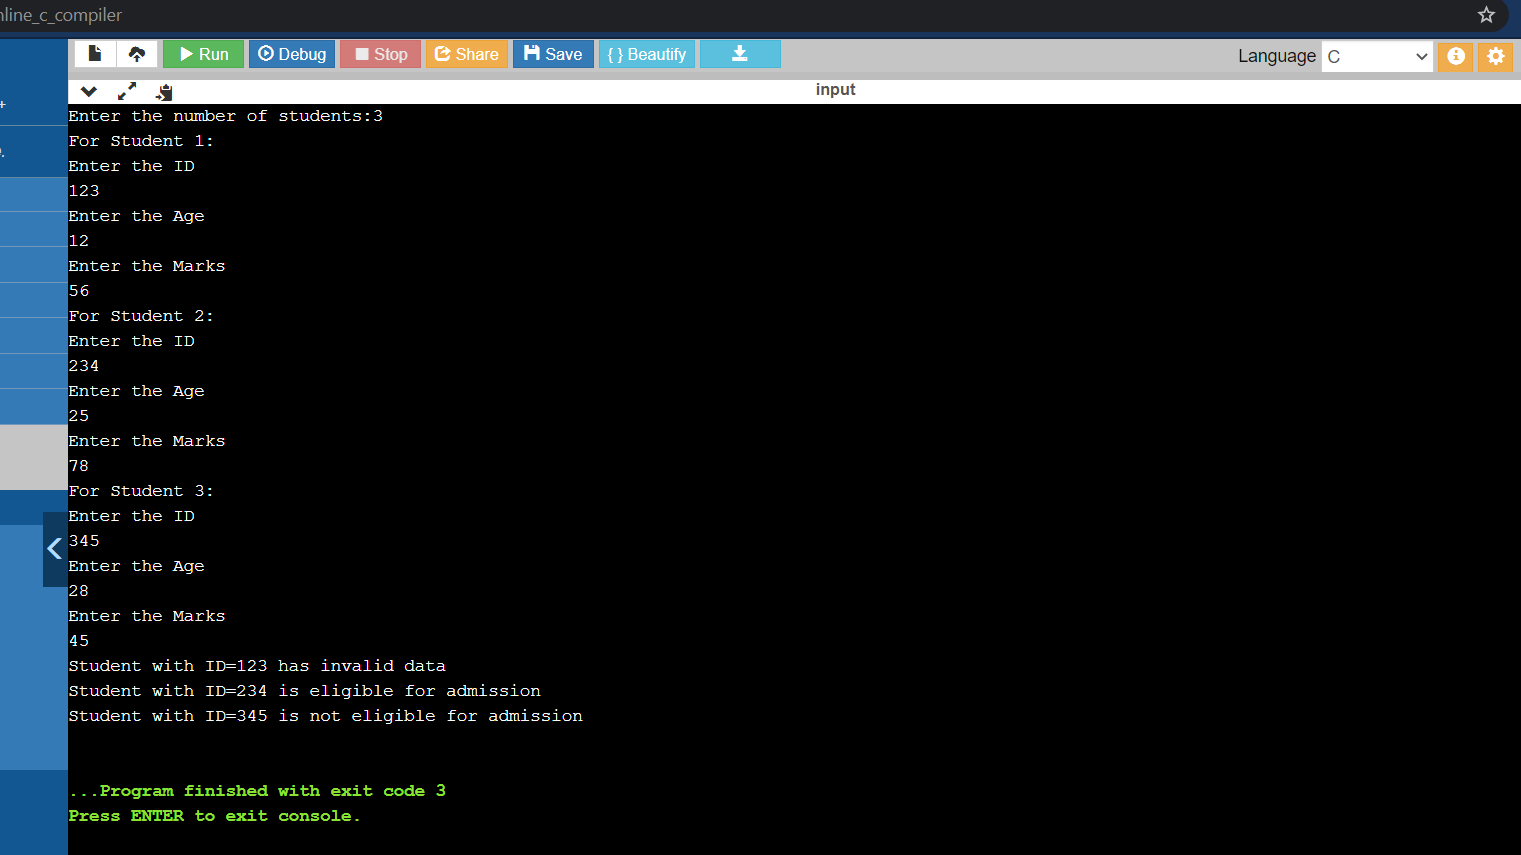 nline_c_compiler
Run Debug Stop Share Save { } Beautify Language C
input
+
Enter the number of students:3
For Student 1:
Enter the ID
123
Enter the Age
12
Enter the Marks
56
For Student 2:
Enter the ID
234
Enter the Age
25
Enter the Marks
78
For Student 3:
Enter the ID
345
Enter the Age
28
Enter the Marks
45
Student with ID=123 has invalid data
Student with ID=234 is eligible for admission
Student with ID=345 is not eligible for admission
...Program finished with exit code 3
Press ENTER to exit console.